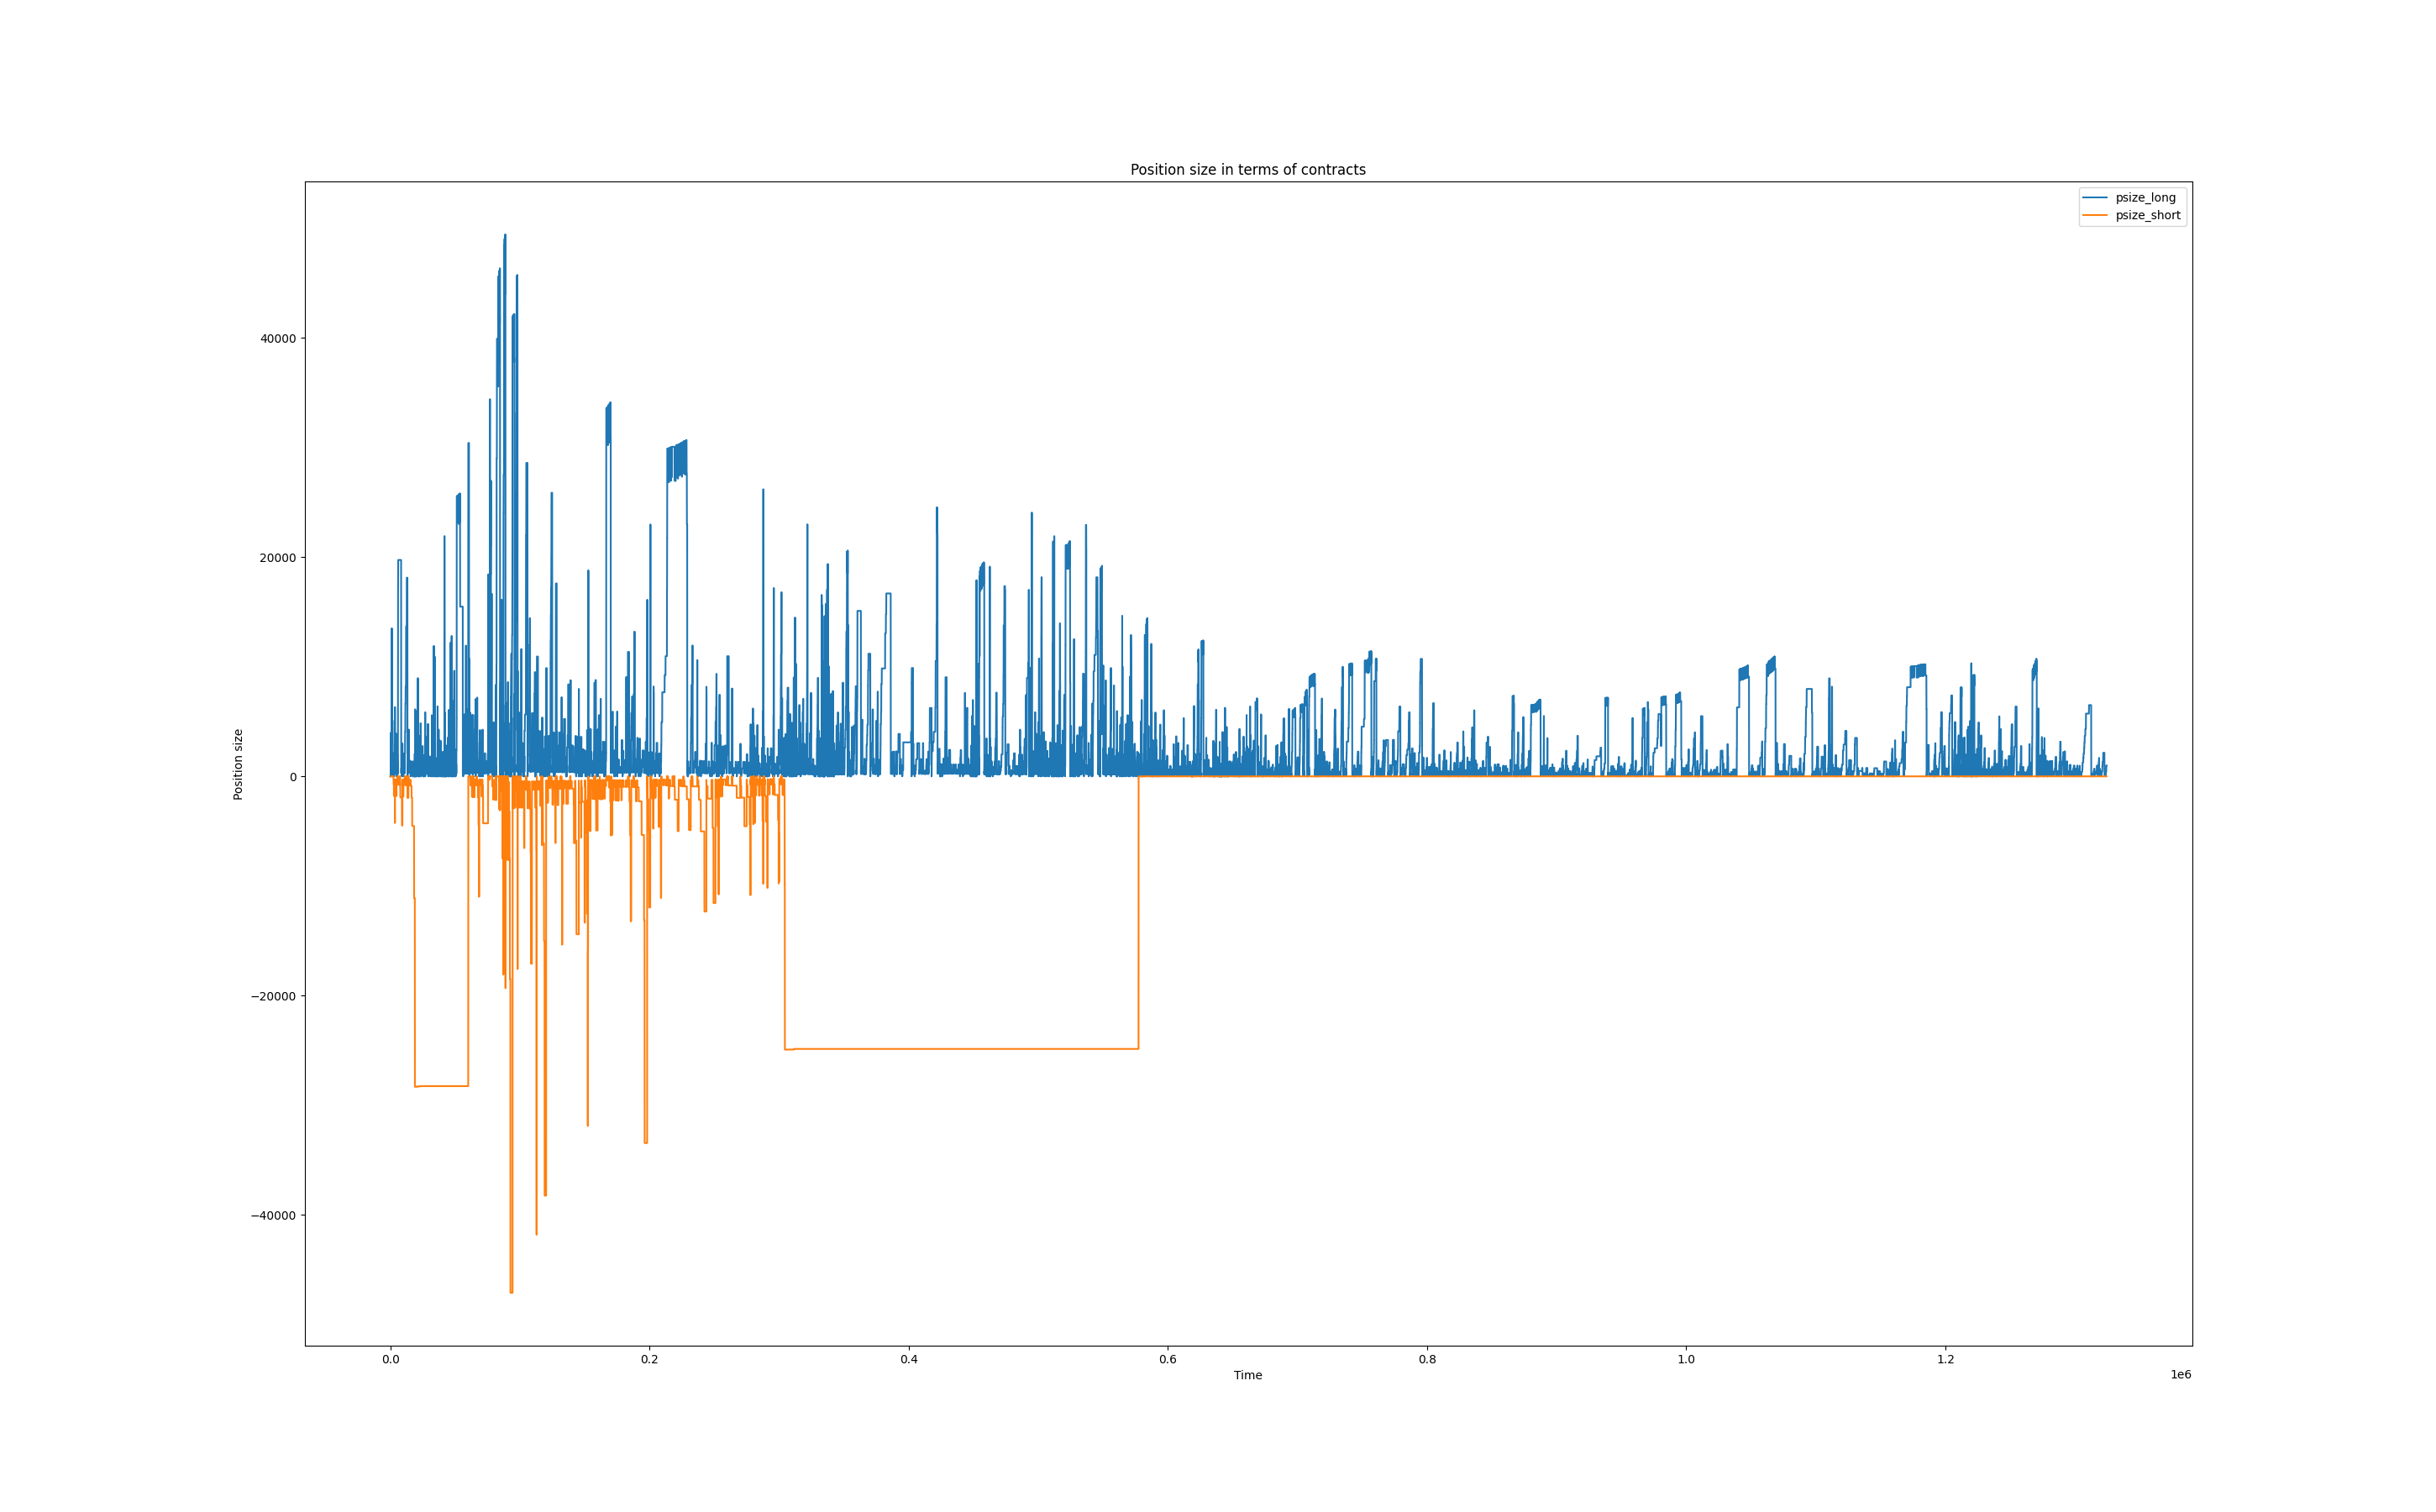 Position size in terms of contracts
psize_long
psize_short
Position size
40000
20000
0
−20000
−40000
0.0
0.2
0.4
0.6
0.8
1.0
1.2
Time
1e6